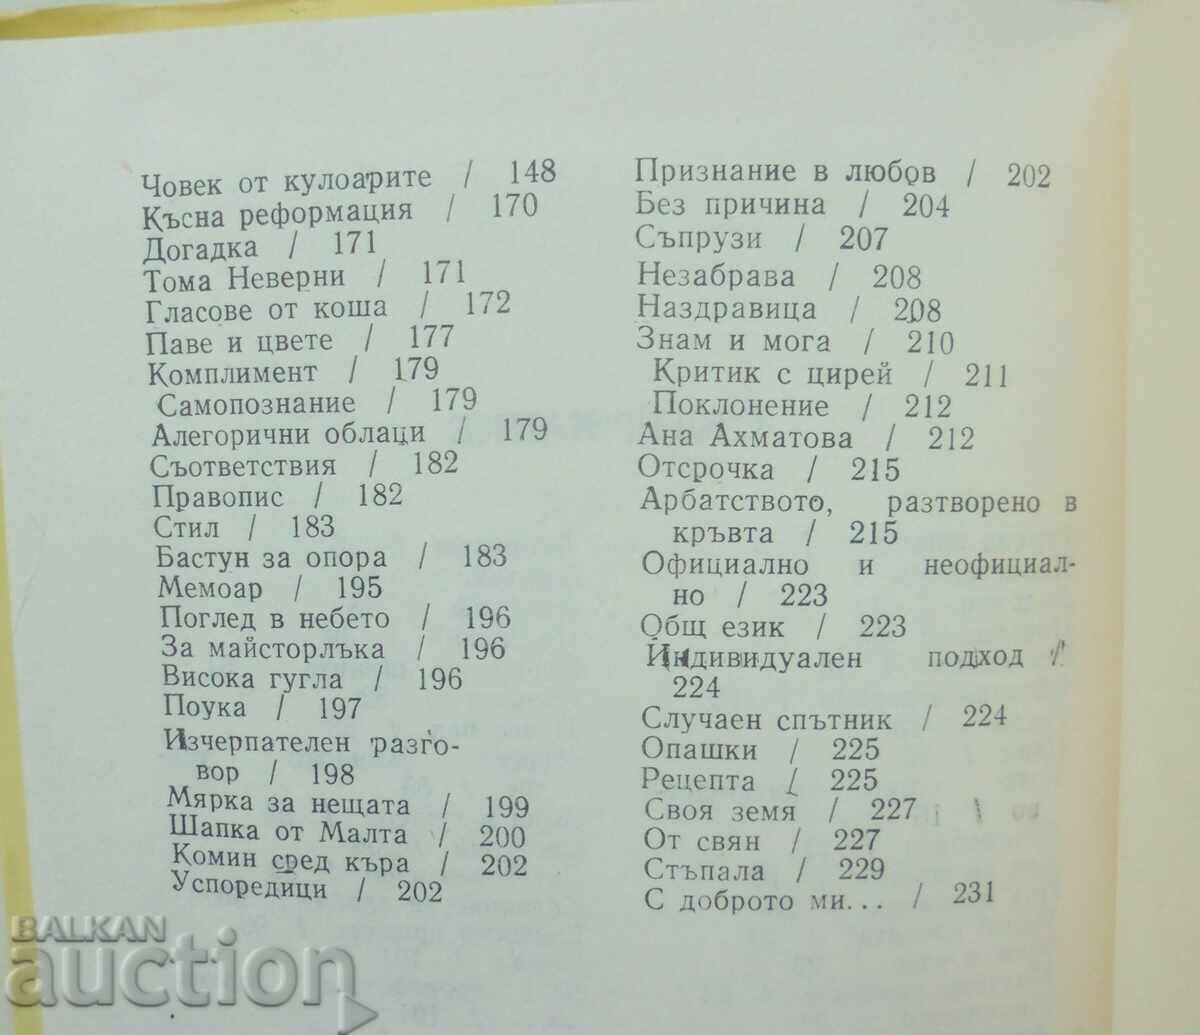 Човек от кулоарите / 148
Късна реформация / 170
Догадка / 171
Тома Неверни / 171
Гласове от коша / 172
Паве и цвете / 177
Комплимент / 179
Самопознание / 179
Алегорични облаци / 179
Съответствия / 182
Правопис / 182
Стил / 183
Бастун за опора / 183
Мемоар / 195
Поглед в небето / 196
За майсторлъка / 196
Висока гугла / 196
Поука / 197
Изчерпателен разго-
вор / 198
Мярка за нещата / 199
Шапка от Малта / 200
Комин сред къра / 202
Успоредици / 202
Признание в любов / 202
Без причина / 204
Съпрузи / 207
Незабрава / 208
Наздравица / 208
Знам и мога / 210
Критик с цирей / 211
Поклонение / 212
Ана Ахматова / 212
Отсрочка / 215
Арбатството, разтворено в
кръвта / 215
Официално и неофициал-
но / 223
Общ език / 223
Индивидуален подход /
224
Случаен спътник / 224
Опашки / 225
Рецепта / 225
Своя земя / 227
От свян / 227
Стъпала / 229
С доброто ми... / 231
BALKAN
auction